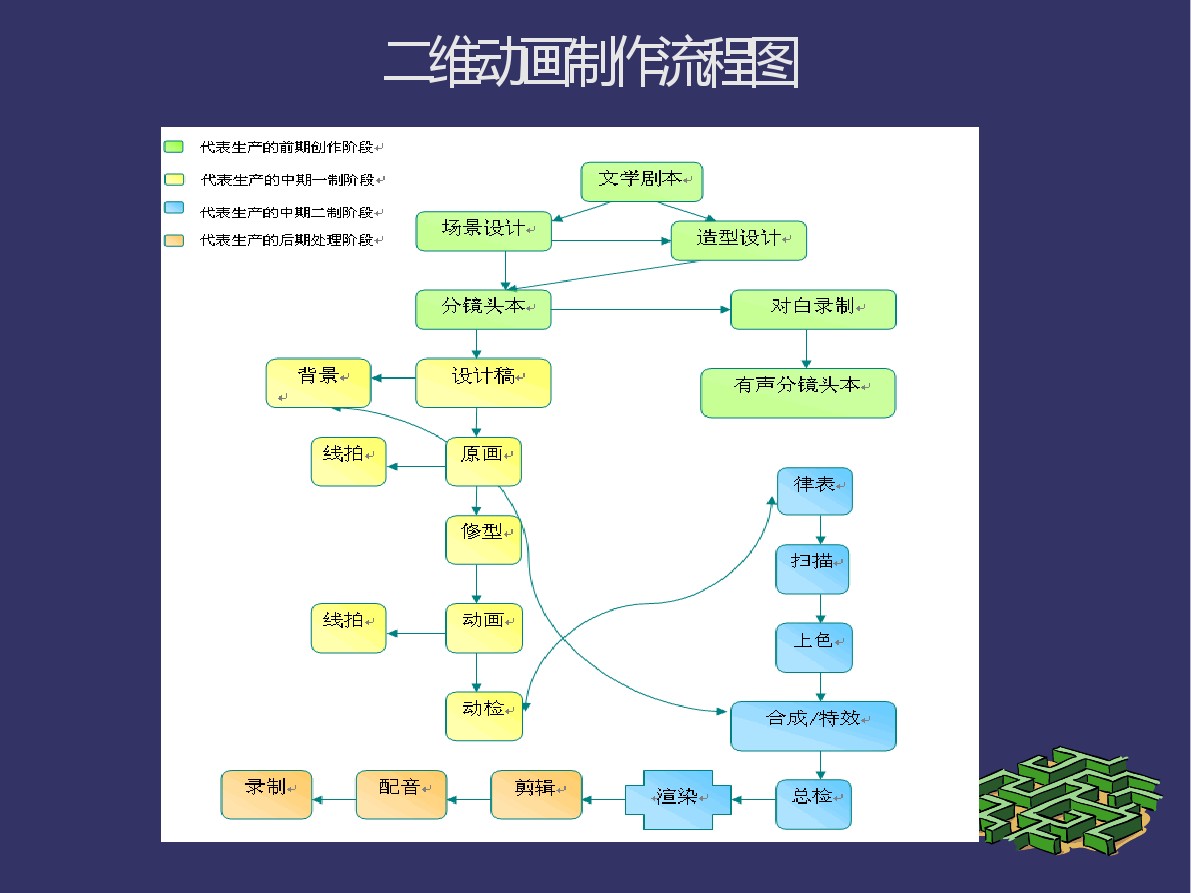 二维动画制作流程图
代表生产的前期创作阶段
代表生产的中期一制阶段
代表生产的中期二制阶段
代表生产的后期处理阶段
文学剧本
场景设计
造型设计
分镜头本
对白录制
背景
设计稿
有声分镜头本
线拍
原画
律表
修型
扫描
线拍
动画
上色
动检
合成/特效
录制
配音
剪辑
渲染
总检